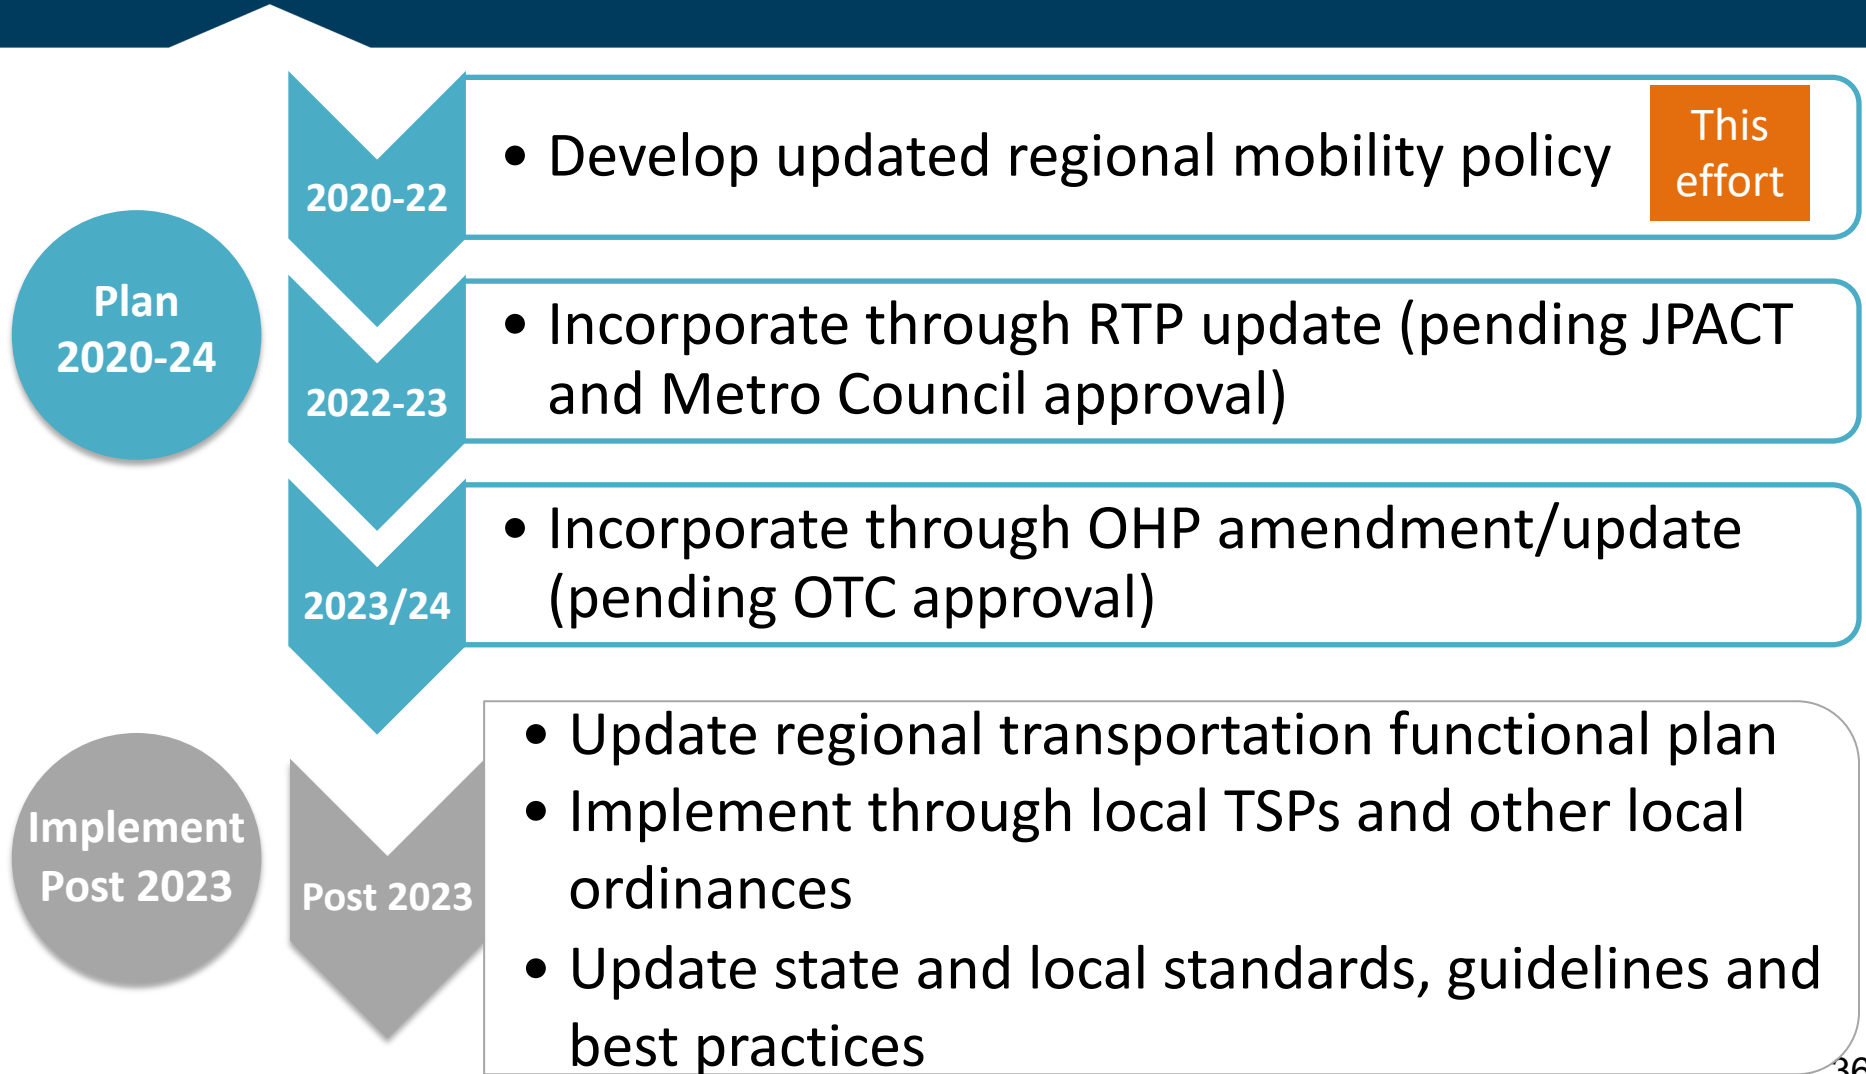 2020-22
• Develop updated regional mobility policy
This
effort
Plan
2020-24
2022-23
• Incorporate through RTP update (pending JPACT
and Metro Council approval)
2023/24
• Incorporate through OHP amendment/update
(pending OTC approval)
Implement
Post 2023
Post 2023
• Update regional transportation functional plan
• Implement through local TSPs and other local
ordinances
• Update state and local standards, guidelines and
best practices
36